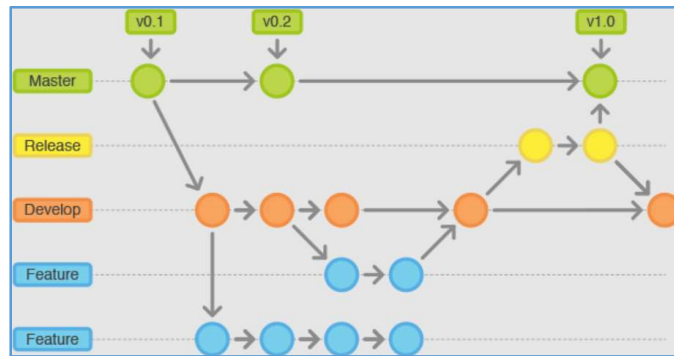 v0.1
v0.2
v1.0
Master
Release
Develop
Feature
Feature